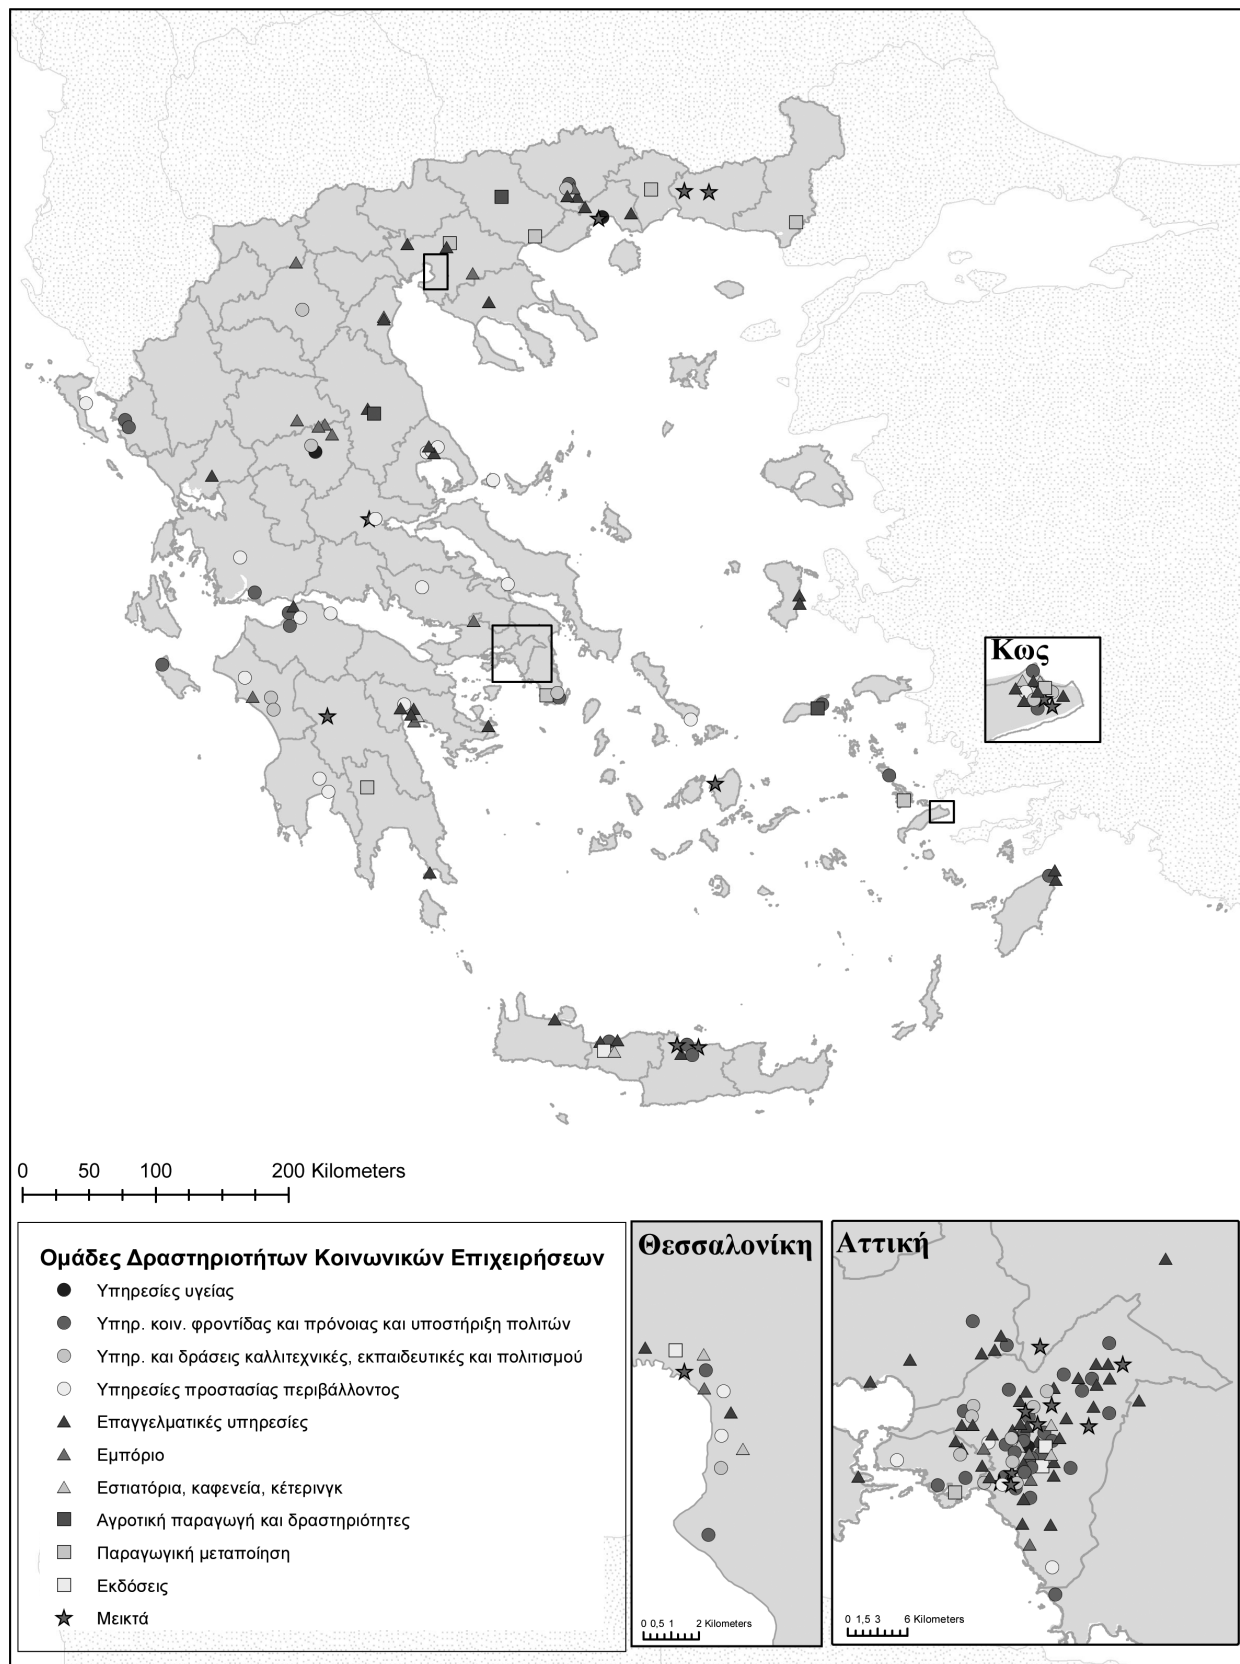 Κως
0 50 100 200 Kilometers
Ομάδες Δραστηριοτήτων Κοινωνικών Επιχειρήσεων
Υπηρεσίες υγείας
Υπηρ. κοιν. φροντίδας και πρόνοιας και υποστήριξη πολιτών
Υπηρ. και δράσεις καλλιτεχνικές, εκπαιδευτικές και πολιτισμού
Υπηρεσίες προστασίας περιβάλλοντος
Επαγγελματικές υπηρεσίες
Εμπόριο
Εστιατόρια, καφενεία, κέτερινγκ
Αγροτική παραγωγή και δραστηριότητες
Παραγωγική μεταποίηση
Εκδόσεις
Μεικτά
Θεσσαλονίκη
0 0,5 1 2 Kilometers
Αττική
0 1,5 3 6 Kilometers